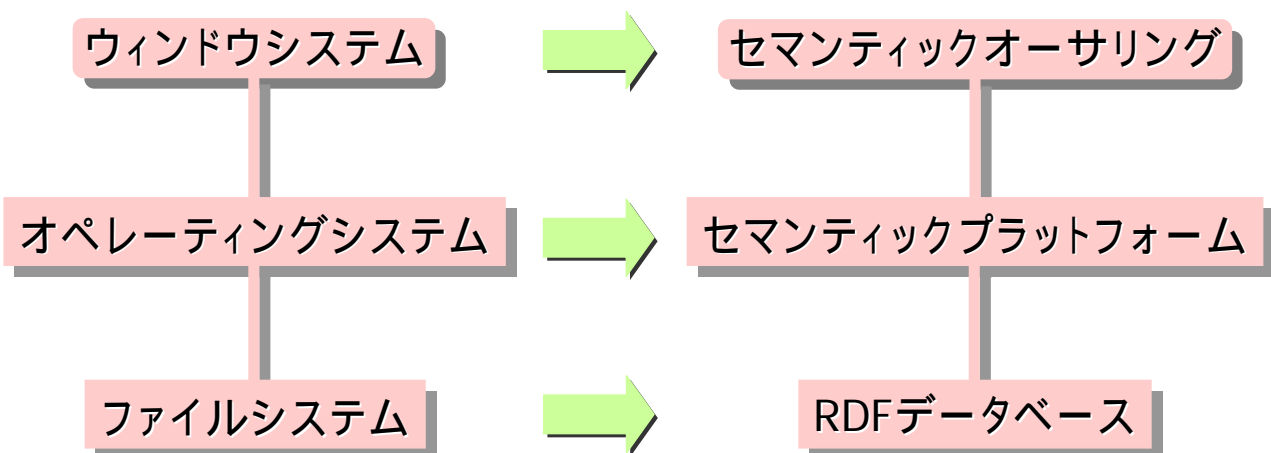 ウィンドウシステム
セマンティックオーサリング
オペレーティングシステム
セマンティックプラットフォーム
ファイルシステム
RDFデータベース